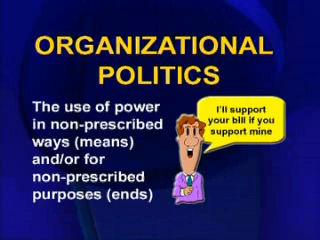 ORGANIZATIONAL
POLITICS
The use of power
in non-prescribed
ways (means)
and/or for
non-prescribed
purposes (ends)
I'll support
your bill if you
support mine